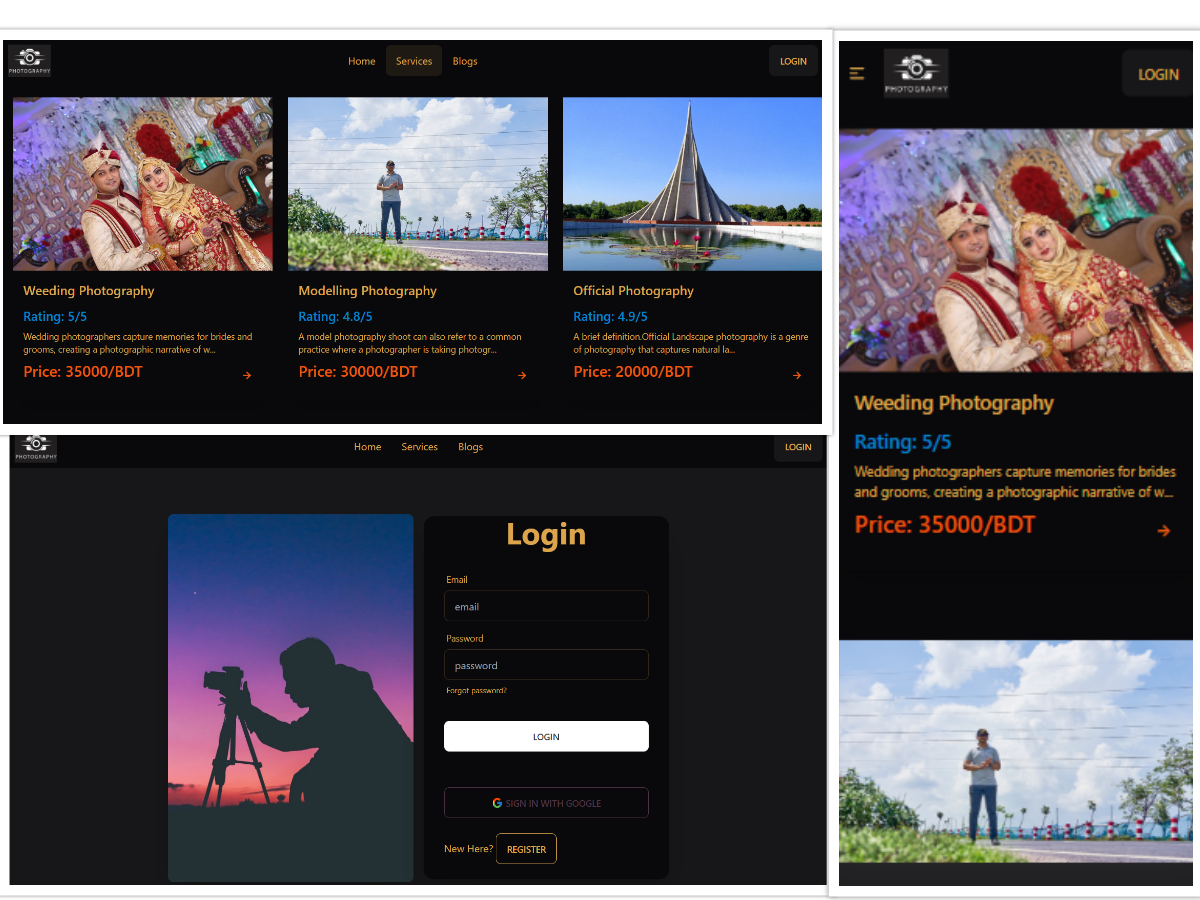 PHOTOGRAPHY
Home Services Blogs
LOGIN
Weeding Photography
Rating: 5/5
Wedding photographers capture memories for brides and
grooms, creating a photographic narrative of w...
Price: 35000/BDT
Modelling Photography
Rating: 4.8/5
A model photography shoot can also refer to a common
practice where a photographer is taking photogr...
Price: 30000/BDT
Official Photography
Rating: 4.9/5
A brief definition.Official Landscape photography is a genre
of photography that captures natural la...
Price: 20000/BDT
PHOTOGRAPHY
Home Services Blogs
LOGIN
Login
Email
email
Password
password
Forgot password?
LOGIN
SIGN IN WITH GOOGLE
New Here? REGISTER
PHOTOGRAPHY
LOGIN
Weeding Photography
Rating: 5/5
Wedding photographers capture memories for brides
and grooms, creating a photographic narrative of w...
Price: 35000/BDT